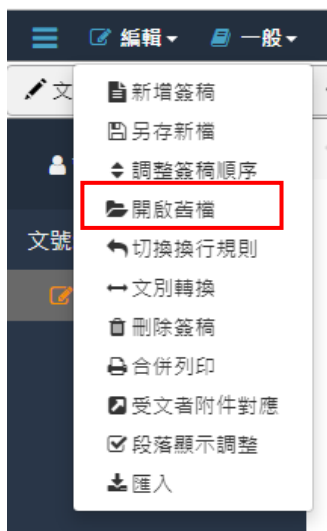 編輯 一般
文
新增簽稿
另存新檔
調整簽稿順序
開啟舊檔
文號
切換換行規則
文別轉換
刪除簽稿
合併列印
受文者附件對應
段落顯示調整
匯入